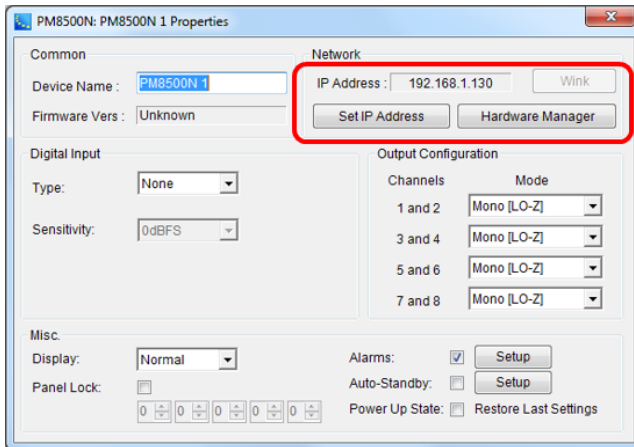 PM8500N: PM8500N 1 Properties
Common
Device Name : PM8500N 1
Firmware Vers : Unknown
Network
IP Address : 192.168.1.130 Wink
Set IP Address Hardware Manager
Digital Input
Type: None
Sensitivity: 0dBFS
Output Configuration
Channels Mode
1 and 2 Mono [LO-Z]
3 and 4 Mono [LO-Z]
5 and 6 Mono [LO-Z]
7 and 8 Mono [LO-Z]
Misc.
Display: Normal
Panel Lock:
0 0 0 0 0 0
Alarms: Setup
Auto-Standby: Setup
Power Up State: Restore Last Settings